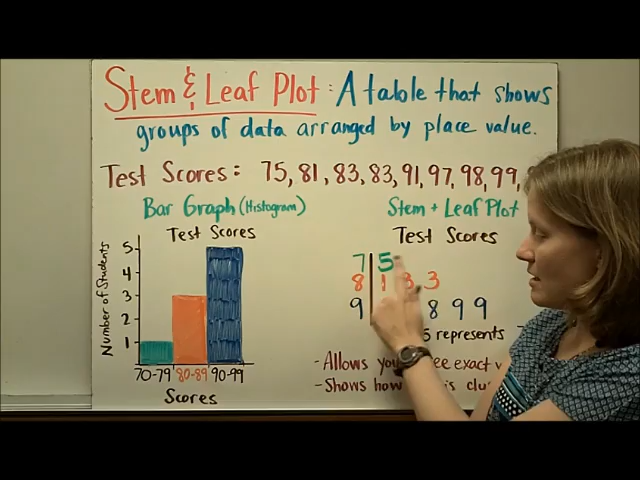 Stem & Leaf Plot: A table that shows
groups of data arranged by place value.
Test Scores: 75, 81, 83, 83, 91, 97, 98, 99,
Bar Graph (Histogram)
Test Scores
Number of Students
5
4
3
2
1
70-79 80-89 90-99
Scores
Stem + Leaf Plot
Test Scores
7 5
8 1 3 3
9 8 9 9
5 represents
- Allows you exact
- Shows how is